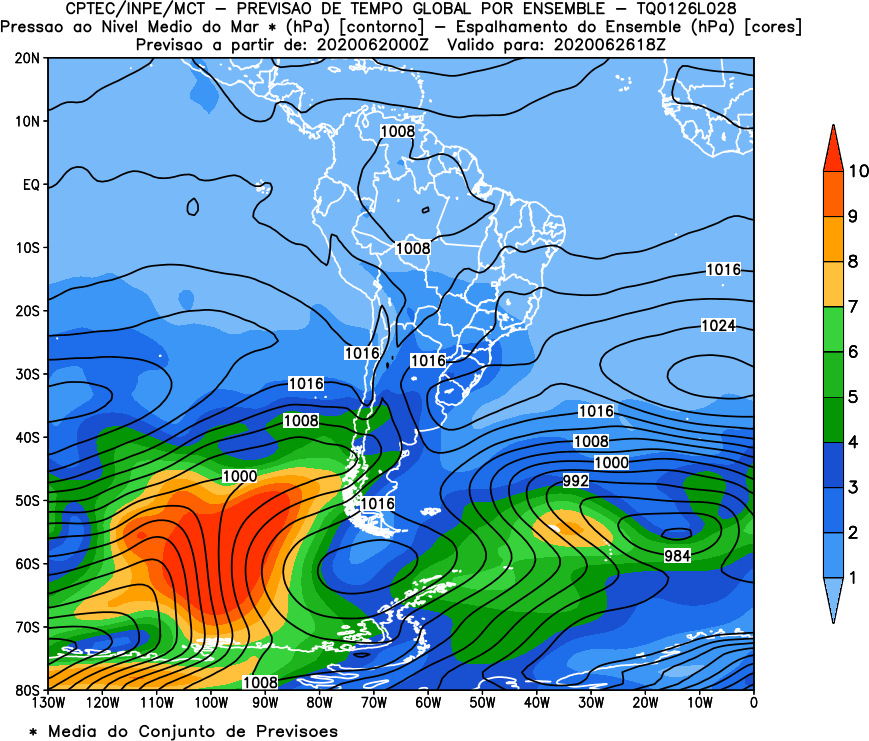 CPTEC/INPE/MCT – PREVISAO DE TEMPO GLOBAL POR ENSEMBLE – TQ0126L028
Pressao ao Nivel Medio do Mar * (hPa) [contorno] – Espalhamento do Ensemble (hPa) [cores]
Previsao a partir de: 2020062000Z Valido para: 2020062618Z
20N
10N
EQ
10S
20S
30S
40S
50S
60S
70S
80S
1008
1008
1016
1024
1016
1016
1016
1016
1008
1008
1000
1000
992
1016
984
1008
130W 120W 110W 100W 90W 80W 70W 60W 50W 40W 30W 20W 10W 0
10
9
8
7
6
5
4
3
2
1
* Media do Conjunto de Previsoes